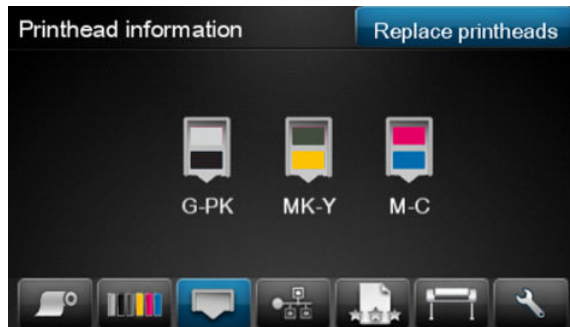 Printhead information
Replace printheads
G-PK
MK-Y
M-C